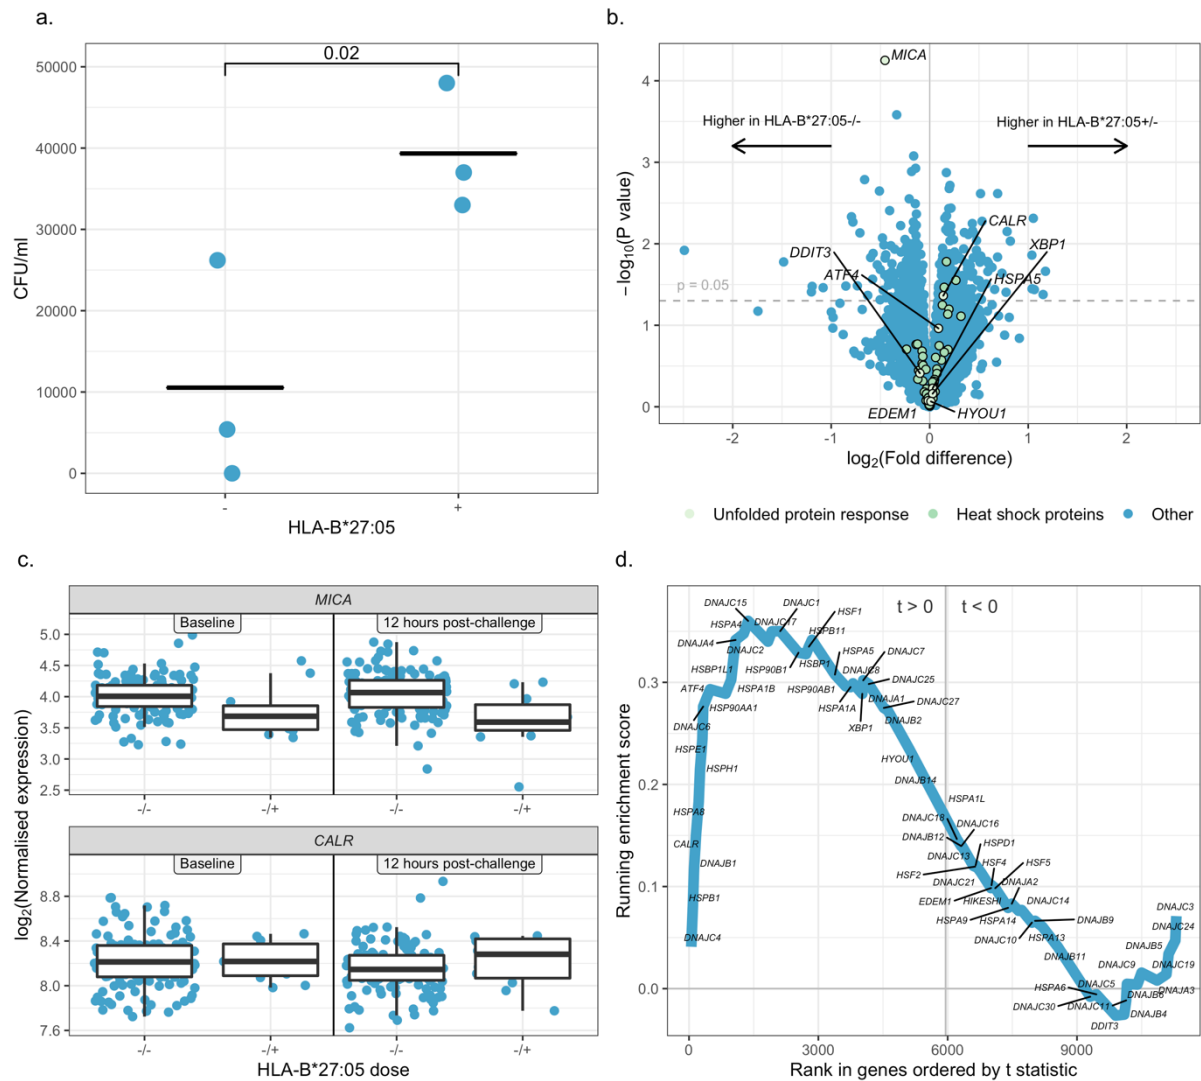 a.
0.02
50000
40000
30000
20000
10000
0
CFU/ml
-
+
HLA-B*27:05
b.
MICA
Higher in HLA-B*27:05-/-
Higher in HLA-B*27:05+/-
CALR
XBP1
DDIT3
ATF4
HSPA5
p = 0.05
EDEM1
HYOU1
4
3
2
1
0
−log10(P value)
-2
-1
0
1
2
log2(Fold difference)
Unfolded protein response
Heat shock proteins
Other
c.
MICA
Baseline
12 hours post-challenge
5.0
4.5
4.0
3.5
3.0
2.5
-/-
-/+
-/-
-/+
CALR
Baseline
12 hours post-challenge
8.8
8.4
8.0
7.6
-/-
-/+
-/-
-/+
log2(Normalised expression)
HLA-B*27:05 dose
d.
t > 0
t < 0
DNAJC15
DNAJC1
HSPA4
DNAJC17
HSF1
HSPB11
DNAJA4
DNAJC2
HSPA5
DNAJC7
HSBP1L1
HSP90B1
HSBP1
DNAJC8
DNAJC25
ATF4
HSPA1B
HSP90AB1
DNAJA1
DNAJC27
HSP90AA1
HSPA1A
DNAJC6
XBP1
DNAJB2
HSPE1
HYOU1
HSPH1
DNAJB14
HSPA1L
HSPA8
DNAJC18
DNAJC16
CALR
DNAJB12
HSPD1
DNAJB1
DNAJC13
HSF4
HSF5
HSF2
DNAJC21
DNAJA2
HSPB1
EDEM1
HIKESHI
DNAJC14
HSPA9
HSPA14
DNAJB9
DNAJC3
DNAJC4
DNAJC10
HSPA13
DNAJC24
DNAJB11
DNAJB5
DNAJC9
DNAJC19
HSPA6
DNAJC5
DNAJB6
DNAJA3
DNAJC30
DNAJC11
DNAJB4
DDIT3
0.3
0.2
0.1
0.0
Running enrichment score
0
3000
6000
9000
Rank in genes ordered by t statistic